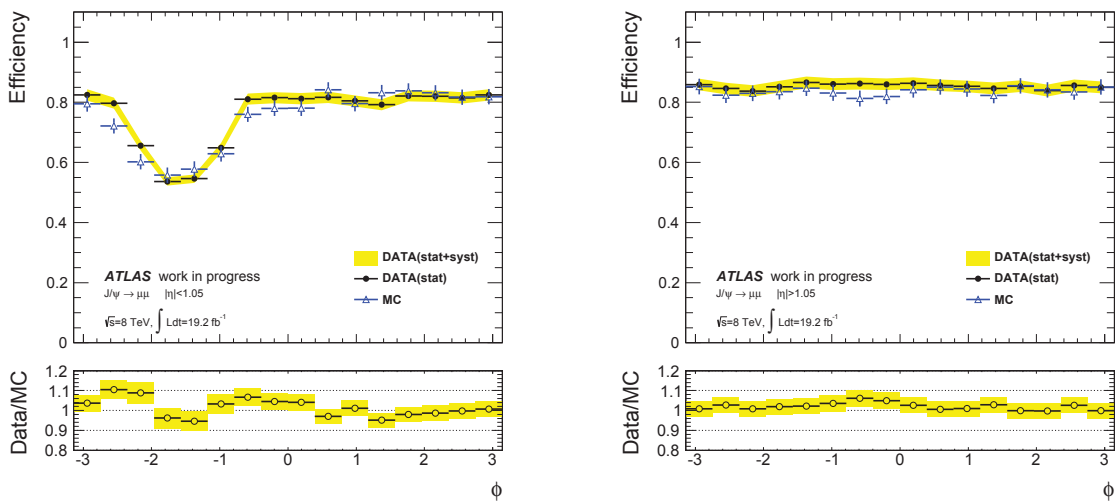 Efficiency
1
0.8
0.6
0.4
0.2
0
DATA(stat+syst)
DATA(stat)
MC
ATLAS work in progress
J/ψ → μμ |η|<1.05
√s=8 TeV, ∫ Ldt=19.2 fb⁻¹
Data/MC
1.2
1.1
1
0.9
0.8
-3 -2 -1 0 1 2 3
ϕ
Efficiency
1
0.8
0.6
0.4
0.2
0
DATA(stat+syst)
DATA(stat)
MC
ATLAS work in progress
J/ψ → μμ |η|>1.05
√s=8 TeV, ∫ Ldt=19.2 fb⁻¹
Data/MC
1.2
1.1
1
0.9
0.8
-3 -2 -1 0 1 2 3
ϕ